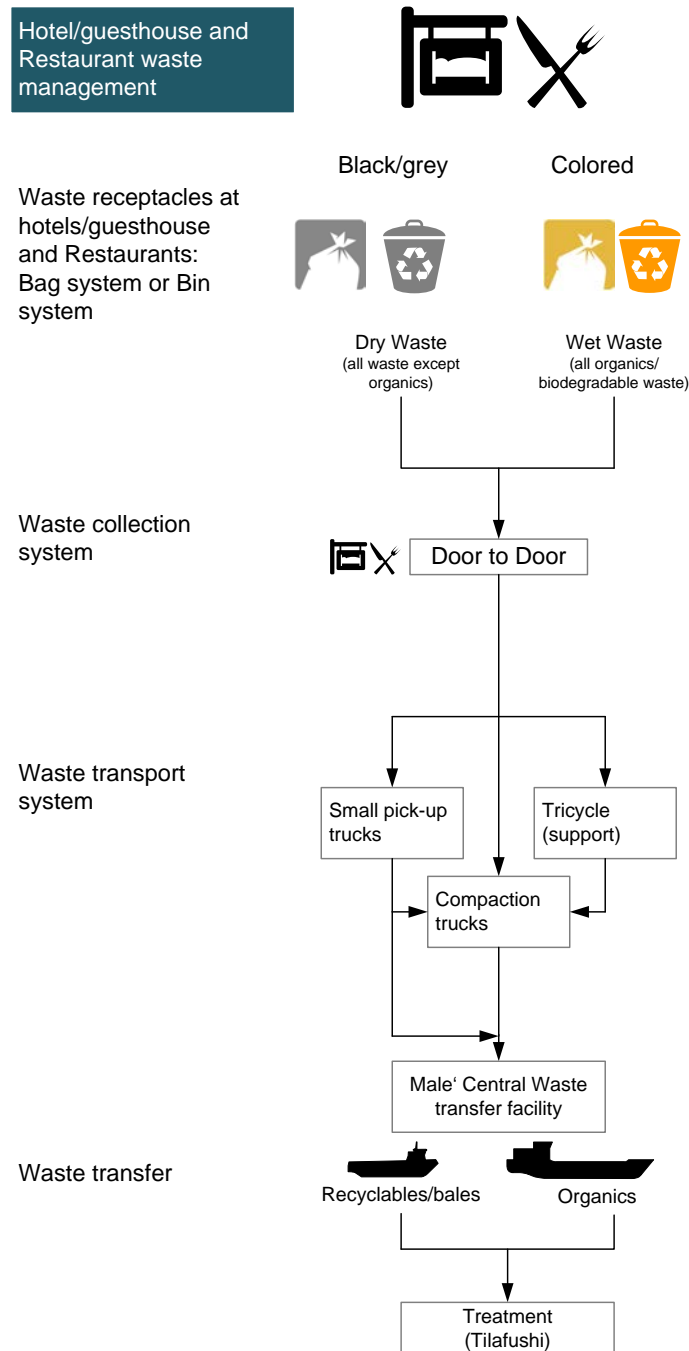 Hotel/guesthouse and
Restaurant waste
management
Black/grey
Colored
Waste receptacles at
hotels/guesthouse
and Restaurants:
Bag system or Bin
system
Dry Waste
(all waste except
organics)
Wet Waste
(all organics/
biodegradable waste)
Waste collection
system
Door to Door
Waste transport
system
Small pick-up
trucks
Tricycle
(support)
Compaction
trucks
Male‘ Central Waste
transfer facility
Waste transfer
Recyclables/bales
Organics
Treatment
(Tilafushi)